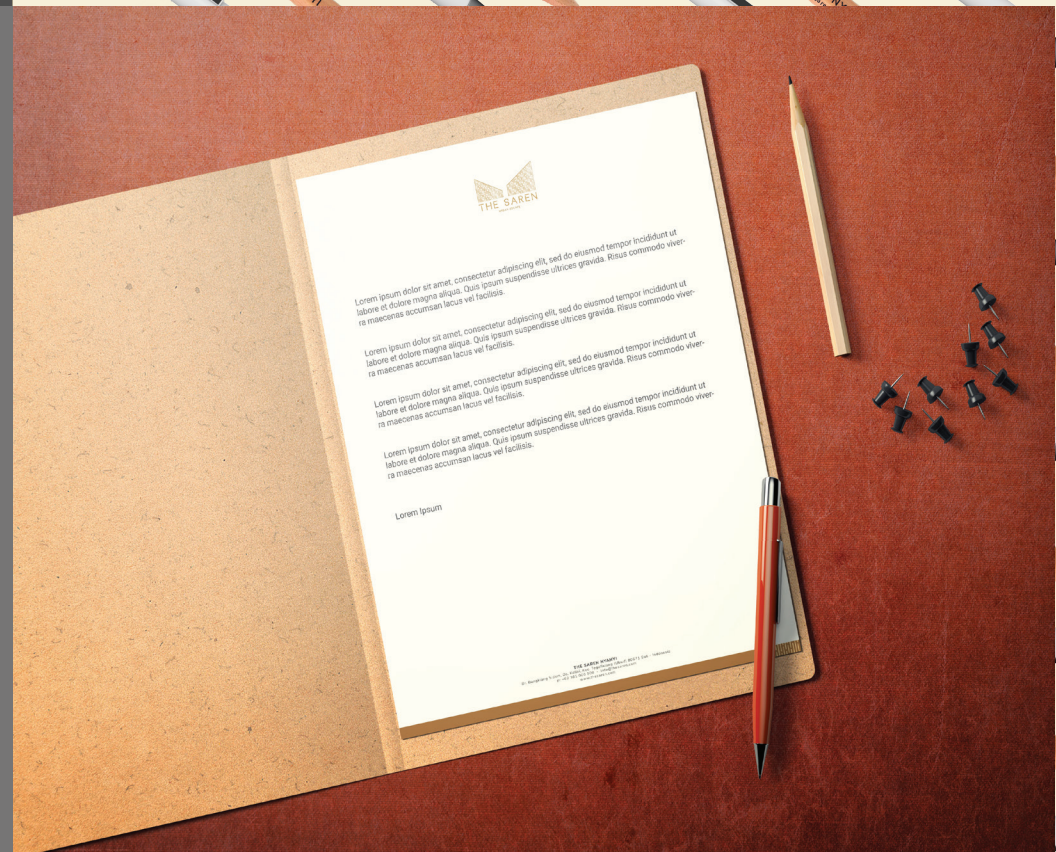 THE SAREN
Lorem ipsum dolor sit amet, consectetur adipiscing elit, sed do eiusmod tempor incididunt ut
labore et dolore magna aliqua. Quis ipsum suspendisse ultrices gravida. Risus commodo viver-
ra maecenas accumsan lacus vel facilisis.
Lorem ipsum dolor sit amet, consectetur adipiscing elit, sed do eiusmod tempor incididunt ut
labore et dolore magna aliqua. Quis ipsum suspendisse ultrices gravida. Risus commodo viver-
ra maecenas accumsan lacus vel facilisis.
Lorem ipsum dolor sit amet, consectetur adipiscing elit, sed do eiusmod tempor incididunt ut
labore et dolore magna aliqua. Quis ipsum suspendisse ultrices gravida. Risus commodo viver-
ra maecenas accumsan lacus vel facilisis.
Lorem ipsum dolor sit amet, consectetur adipiscing elit, sed do eiusmod tempor incididunt ut
labore et dolore magna aliqua. Quis ipsum suspendisse ultrices gravida. Risus commodo viver-
ra maecenas accumsan lacus vel facilisis.
Lorem Ipsum
THE SAREN